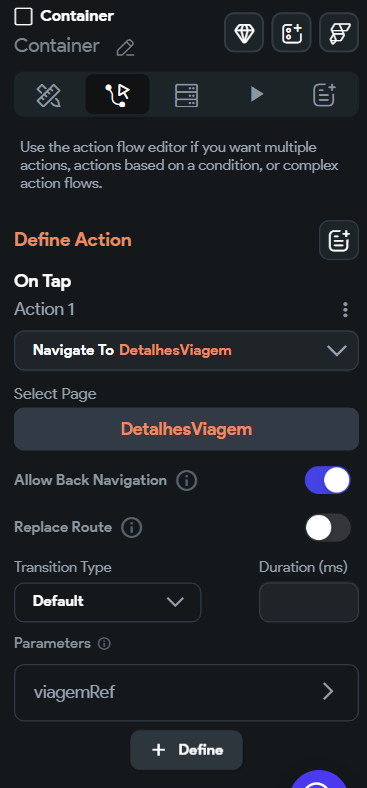 Container
Container
Use the action flow editor if you want multiple
actions, actions based on a condition, or complex
action flows.
Define Action
On Tap
Action 1
Navigate To DetalhesViagem
Select Page
DetalhesViagem
Allow Back Navigation
Replace Route
Transition Type
Duration (ms)
Default
Parameters
viagemRef
+ Define